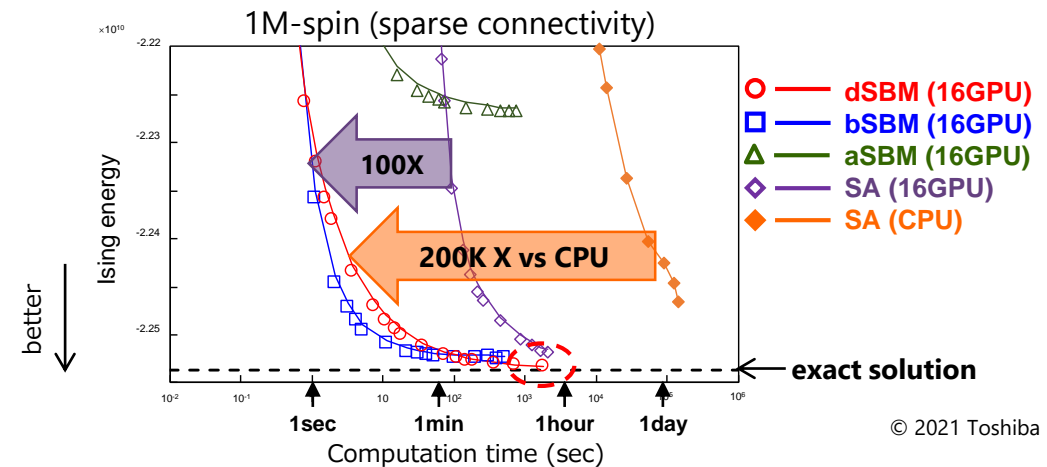 1M-spin (sparse connectivity)
×10¹⁰
-2.22
-2.23
-2.24
-2.25
Ising energy
better
100X
200K X vs CPU
dSBM (16GPU)
bSBM (16GPU)
aSBM (16GPU)
SA (16GPU)
SA (CPU)
exact solution
10⁻² 10⁻¹ 10 10² 10³ 10⁴ 10⁶
1sec 1min 1hour 1day
Computation time (sec)
© 2021 Toshiba